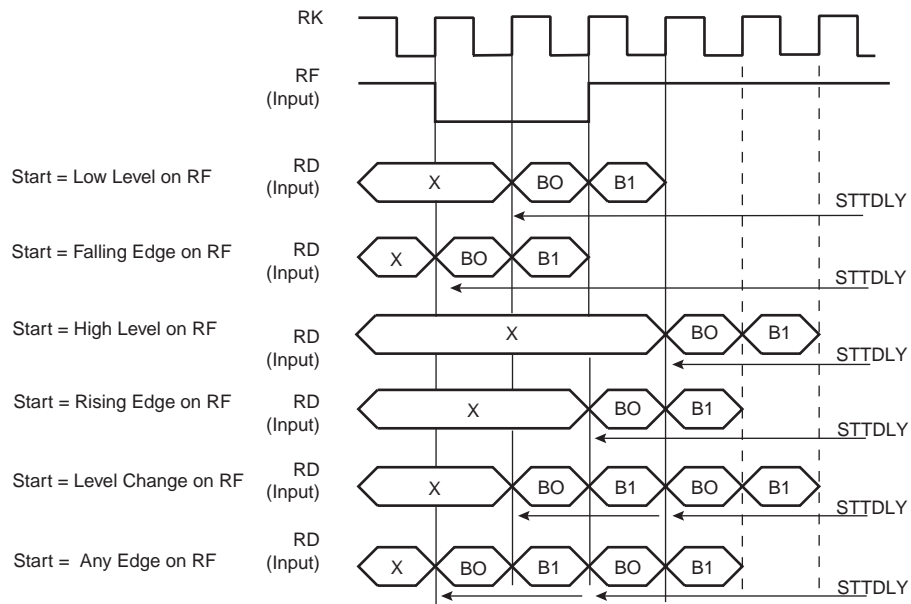 RK
RF
(Input)
Start = Low Level on RF
RD
(Input)
X
BO
B1
STTDLY
Start = Falling Edge on RF
RD
(Input)
X
BO
B1
STTDLY
Start = High Level on RF
RD
(Input)
X
BO
B1
STTDLY
Start = Rising Edge on RF
RD
(Input)
X
BO
B1
STTDLY
Start = Level Change on RF
RD
(Input)
X
BO
B1
BO
B1
STTDLY
Start = Any Edge on RF
RD
(Input)
X
BO
B1
BO
B1
STTDLY